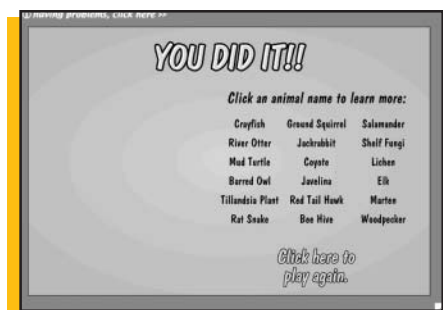 having problems, click here >>
YOU DID IT!!
Click an animal name to learn more:
Crayfish Ground Squirrel Salamander
River Otter Jackrabbit Shelf Fungi
Mud Turtle Coyote Lichen
Barred Owl Javelina Elk
Tillandsia Plant Red Tail Hawk Marten
Rat Snake Bee Hive Woodpecker
Click here to
play again.